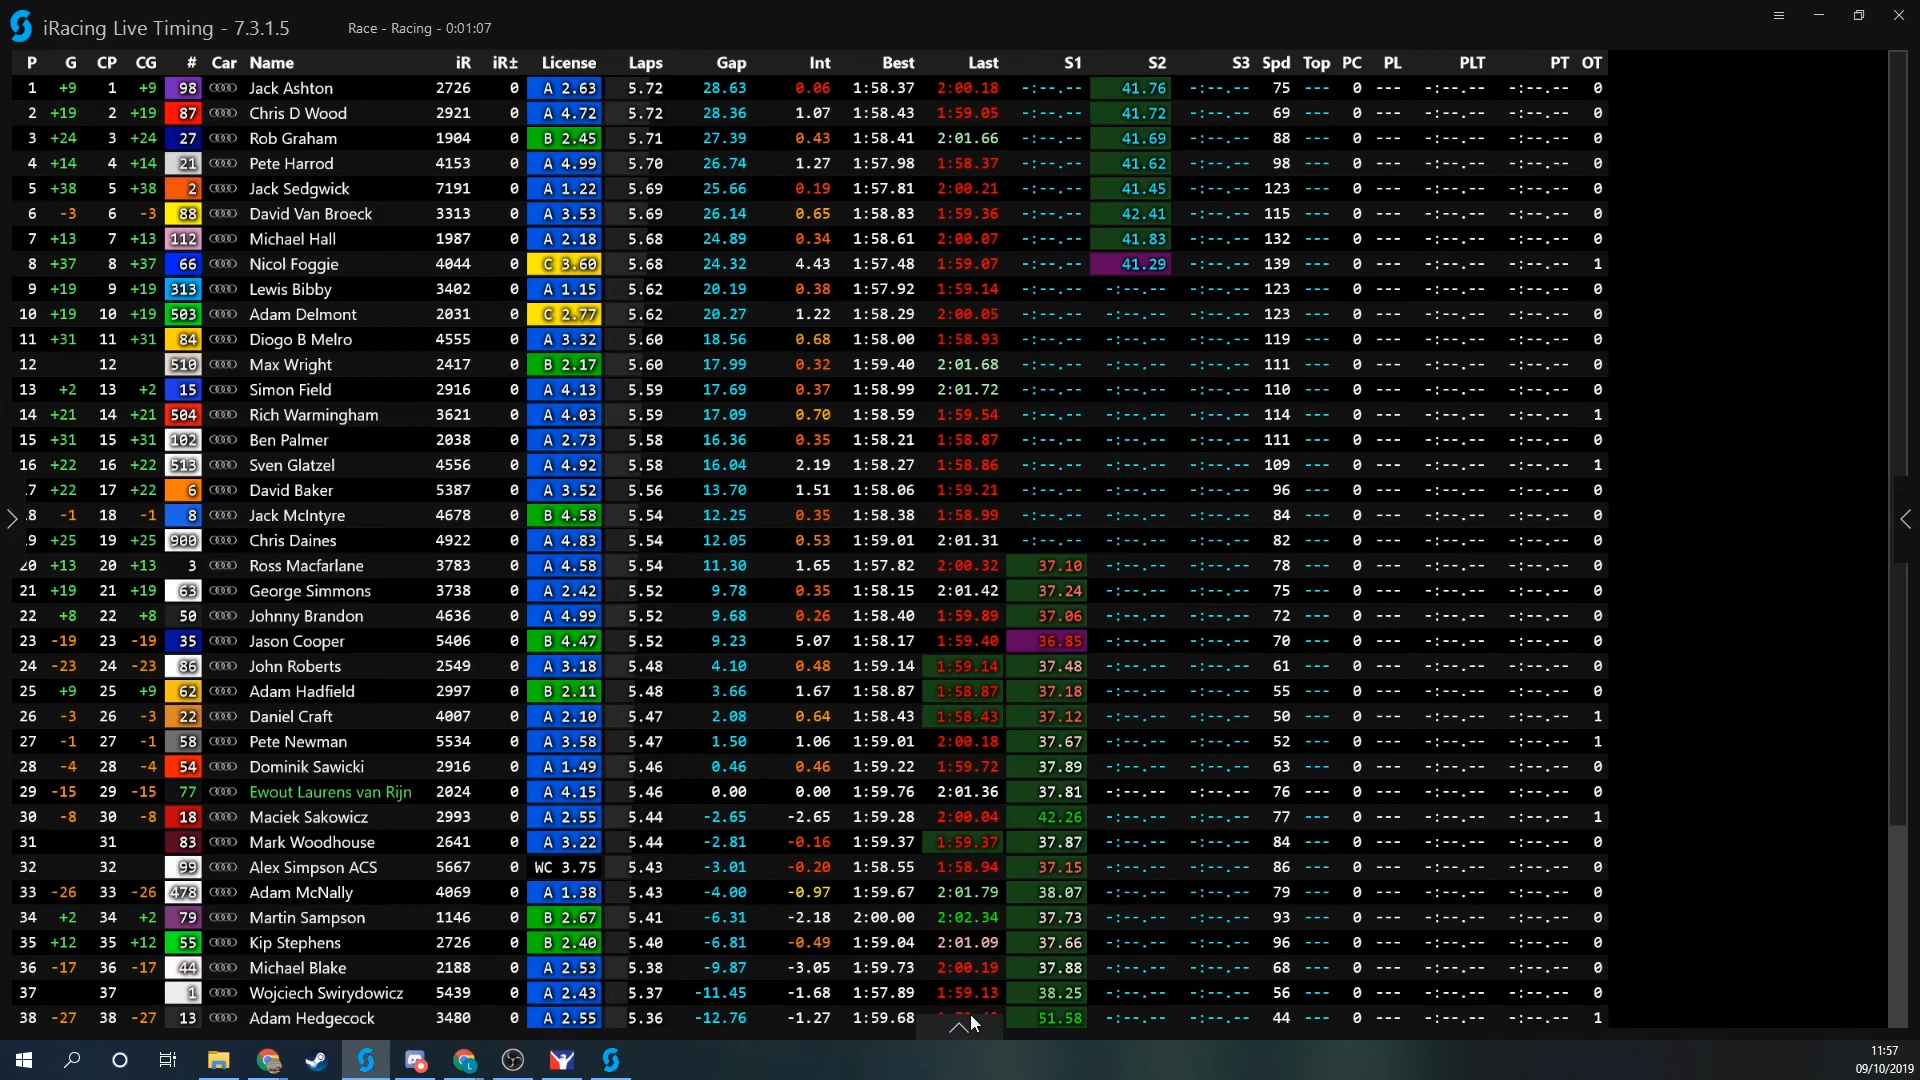 iRacing Live Timing - 7.3.1.5 Race - Racing - 0:01:07
P G CP CG # Car Name iR iR± License Laps Gap Int Best Last S1 S2 S3 Spd Top PC PL PLT PT OT
1 +9 1 +9 98 Jack Ashton 2726 0 A 2.63 5.72 28.63 0.06 1:58.37 2:00.18 -:--.-- 41.76 -:--.-- 75 --- 0 --- -:--.-- -:--.-- 0
2 +19 2 +19 87 Chris D Wood 2921 0 A 4.72 5.72 28.36 1.07 1:58.43 1:59.05 -:--.-- 41.72 -:--.-- 69 --- 0 --- -:--.-- -:--.-- 0
3 +24 3 +24 27 Rob Graham 1904 0 B 2.45 5.71 27.39 0.43 1:58.41 2:01.66 -:--.-- 41.69 -:--.-- 88 --- 0 --- -:--.-- -:--.-- 0
4 +14 4 +14 21 Pete Harrod 4153 0 A 4.99 5.70 26.74 1.27 1:57.98 1:58.37 -:--.-- 41.62 -:--.-- 98 --- 0 --- -:--.-- -:--.-- 0
5 +38 5 +38 2 Jack Sedgwick 7191 0 A 1.22 5.69 25.66 0.19 1:57.81 2:00.21 -:--.-- 41.45 -:--.-- 123 --- 0 --- -:--.-- -:--.-- 0
6 -3 6 -3 88 David Van Broeck 3313 0 A 3.53 5.69 26.14 0.65 1:58.83 1:59.36 -:--.-- 42.41 -:--.-- 115 --- 0 --- -:--.-- -:--.-- 0
7 +13 7 +13 112 Michael Hall 1987 0 A 2.18 5.68 24.89 0.34 1:58.61 2:00.07 -:--.-- 41.83 -:--.-- 132 --- 0 --- -:--.-- -:--.-- 0
8 +37 8 +37 66 Nicol Foggie 4044 0 C 3.60 5.68 24.32 4.43 1:57.48 1:59.07 -:--.-- 41.29 -:--.-- 139 --- 0 --- -:--.-- -:--.-- 1
9 +19 9 +19 313 Lewis Bibby 3402 0 A 1.15 5.62 20.19 0.38 1:57.92 1:59.14 -:--.-- -:--.-- -:--.-- 123 --- 0 --- -:--.-- -:--.-- 0
10 +19 10 +19 503 Adam Delmont 2031 0 C 2.77 5.62 20.27 1.22 1:58.29 2:00.05 -:--.-- -:--.-- -:--.-- 123 --- 0 --- -:--.-- -:--.-- 0
11 +31 11 +31 84 Diogo B Melro 4555 0 A 3.32 5.60 18.56 0.68 1:58.00 1:58.93 -:--.-- -:--.-- -:--.-- 119 --- 0 --- -:--.-- -:--.-- 0
12 12 510 Max Wright 2417 0 B 2.17 5.60 17.99 0.32 1:59.40 2:01.68 -:--.-- -:--.-- -:--.-- 111 --- 0 --- -:--.-- -:--.-- 0
13 +2 13 +2 15 Simon Field 2916 0 A 4.13 5.59 17.69 0.37 1:58.99 2:01.72 -:--.-- -:--.-- -:--.-- 110 --- 0 --- -:--.-- -:--.-- 0
14 +21 14 +21 504 Rich Warmingham 3621 0 A 4.03 5.59 17.09 0.70 1:58.59 1:59.54 -:--.-- -:--.-- -:--.-- 114 --- 0 --- -:--.-- -:--.-- 1
15 +31 15 +31 102 Ben Palmer 2038 0 A 2.73 5.58 16.36 0.35 1:58.21 1:58.87 -:--.-- -:--.-- -:--.-- 111 --- 0 --- -:--.-- -:--.-- 0
16 +22 16 +22 513 Sven Glatzel 4556 0 A 4.92 5.58 16.04 2.19 1:58.27 1:58.86 -:--.-- -:--.-- -:--.-- 109 --- 0 --- -:--.-- -:--.-- 1
7 +22 17 +22 6 David Baker 5387 0 A 3.52 5.56 13.70 1.51 1:58.06 1:59.21 -:--.-- -:--.-- -:--.-- 96 --- 0 --- -:--.-- -:--.-- 0
8 -1 18 -1 8 Jack McIntyre 4678 0 B 4.58 5.54 12.25 0.35 1:58.38 1:58.99 -:--.-- -:--.-- -:--.-- 84 --- 0 --- -:--.-- -:--.-- 0
9 +25 19 +25 900 Chris Daines 4922 0 A 4.83 5.54 12.05 0.53 1:59.01 2:01.31 -:--.-- -:--.-- -:--.-- 82 --- 0 --- -:--.-- -:--.-- 0
20 +13 20 +13 3 Ross Macfarlane 3783 0 A 4.58 5.54 11.30 1.65 1:57.82 2:00.32 37.10 -:--.-- -:--.-- 78 --- 0 --- -:--.-- -:--.-- 0
21 +19 21 +19 63 George Simmons 3738 0 A 2.42 5.52 9.78 0.35 1:58.15 2:01.42 37.24 -:--.-- -:--.-- 75 --- 0 --- -:--.-- -:--.-- 0
22 +8 22 +8 50 Johnny Brandon 4636 0 A 4.99 5.52 9.68 0.26 1:58.40 1:59.89 37.06 -:--.-- -:--.-- 72 --- 0 --- -:--.-- -:--.-- 0
23 -19 23 -19 35 Jason Cooper 5406 0 B 4.47 5.52 9.23 5.07 1:58.17 1:59.40 36.85 -:--.-- -:--.-- 70 --- 0 --- -:--.-- -:--.-- 0
24 -23 24 -23 86 John Roberts 2549 0 A 3.18 5.48 4.10 0.48 1:59.14 1:59.14 37.48 -:--.-- -:--.-- 61 --- 0 --- -:--.-- -:--.-- 0
25 +9 25 +9 62 Adam Hadfield 2997 0 B 2.11 5.48 3.66 1.67 1:58.87 1:58.87 37.18 -:--.-- -:--.-- 55 --- 0 --- -:--.-- -:--.-- 0
26 -3 26 -3 22 Daniel Craft 4007 0 A 2.10 5.47 2.08 0.64 1:58.43 1:58.43 37.12 -:--.-- -:--.-- 50 --- 0 --- -:--.-- -:--.-- 1
27 -1 27 -1 58 Pete Newman 5534 0 A 3.58 5.47 1.50 1.06 1:59.01 2:00.18 37.67 -:--.-- -:--.-- 52 --- 0 --- -:--.-- -:--.-- 1
28 -4 28 -4 54 Dominik Sawicki 2916 0 A 1.49 5.46 0.46 0.46 1:59.22 1:59.72 37.89 -:--.-- -:--.-- 63 --- 0 --- -:--.-- -:--.-- 0
29 -15 29 -15 77 Ewout Laurens van Rijn 2024 0 A 4.15 5.46 0.00 0.00 1:59.76 2:01.36 37.81 -:--.-- -:--.-- 76 --- 0 --- -:--.-- -:--.-- 0
30 -8 30 -8 18 Maciek Sakowicz 2993 0 A 2.55 5.44 -2.65 -2.65 1:59.28 2:00.04 42.26 -:--.-- -:--.-- 77 --- 0 --- -:--.-- -:--.-- 1
31 31 83 Mark Woodhouse 2641 0 A 3.22 5.44 -2.81 -0.16 1:59.37 1:59.37 37.87 -:--.-- -:--.-- 84 --- 0 --- -:--.-- -:--.-- 0
32 32 99 Alex Simpson ACS 5667 0 WC 3.75 5.43 -3.01 -0.20 1:58.55 1:58.94 37.15 -:--.-- -:--.-- 86 --- 0 --- -:--.-- -:--.-- 0
33 -26 33 -26 478 Adam McNally 4069 0 A 1.38 5.43 -4.00 -0.97 1:59.67 2:01.79 38.07 -:--.-- -:--.-- 79 --- 0 --- -:--.-- -:--.-- 0
34 +2 34 +2 79 Martin Sampson 1146 0 B 2.67 5.41 -6.31 -2.18 2:00.00 2:02.34 37.73 -:--.-- -:--.-- 93 --- 0 --- -:--.-- -:--.-- 0
35 +12 35 +12 55 Kip Stephens 2726 0 B 2.40 5.40 -6.81 -0.49 1:59.04 2:01.09 37.66 -:--.-- -:--.-- 96 --- 0 --- -:--.-- -:--.-- 0
36 -17 36 -17 44 Michael Blake 2188 0 A 2.53 5.38 -9.87 -3.05 1:59.73 2:00.19 37.88 -:--.-- -:--.-- 68 --- 0 --- -:--.-- -:--.-- 0
37 37 1 Wojciech Swirydowicz 5439 0 A 2.43 5.37 -11.45 -1.68 1:57.89 1:59.13 38.25 -:--.-- -:--.-- 56 --- 0 --- -:--.-- -:--.-- 0
38 -27 38 -27 13 Adam Hedgecock 3480 0 A 2.55 5.36 -12.76 -1.27 1:59.68 51.58 -:--.-- -:--.-- 44 --- 0 --- -:--.-- -:--.-- 1
11:57
09/10/2019